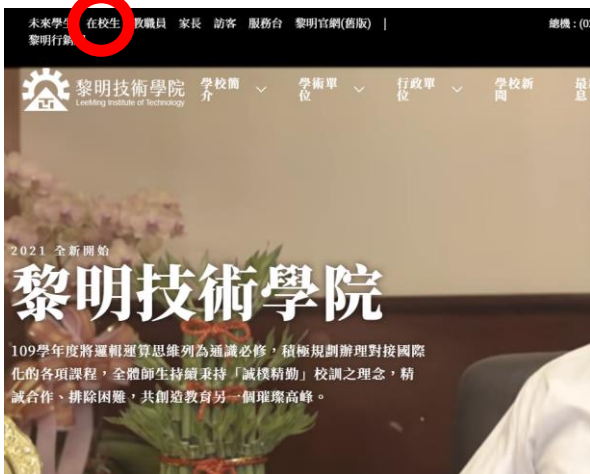 未來學生 在校生 教職員 家長 訪客 服務台 黎明官網(舊版) |
總機 : (0
黎明行銷
黎明技術學院
LeeMing Institute of Technology
學校簡介
學術單位
行政單位
學校新聞
2021 全新開始
黎明技術學院
109學年度將邏輯運算思維列為通識必修，積極規劃辦理對接國際
化的各項課程，全體師生持續秉持「誠樸精勤」校訓之理念，精
誠合作、排除困難，共創造教育另一個璀璨高峰。